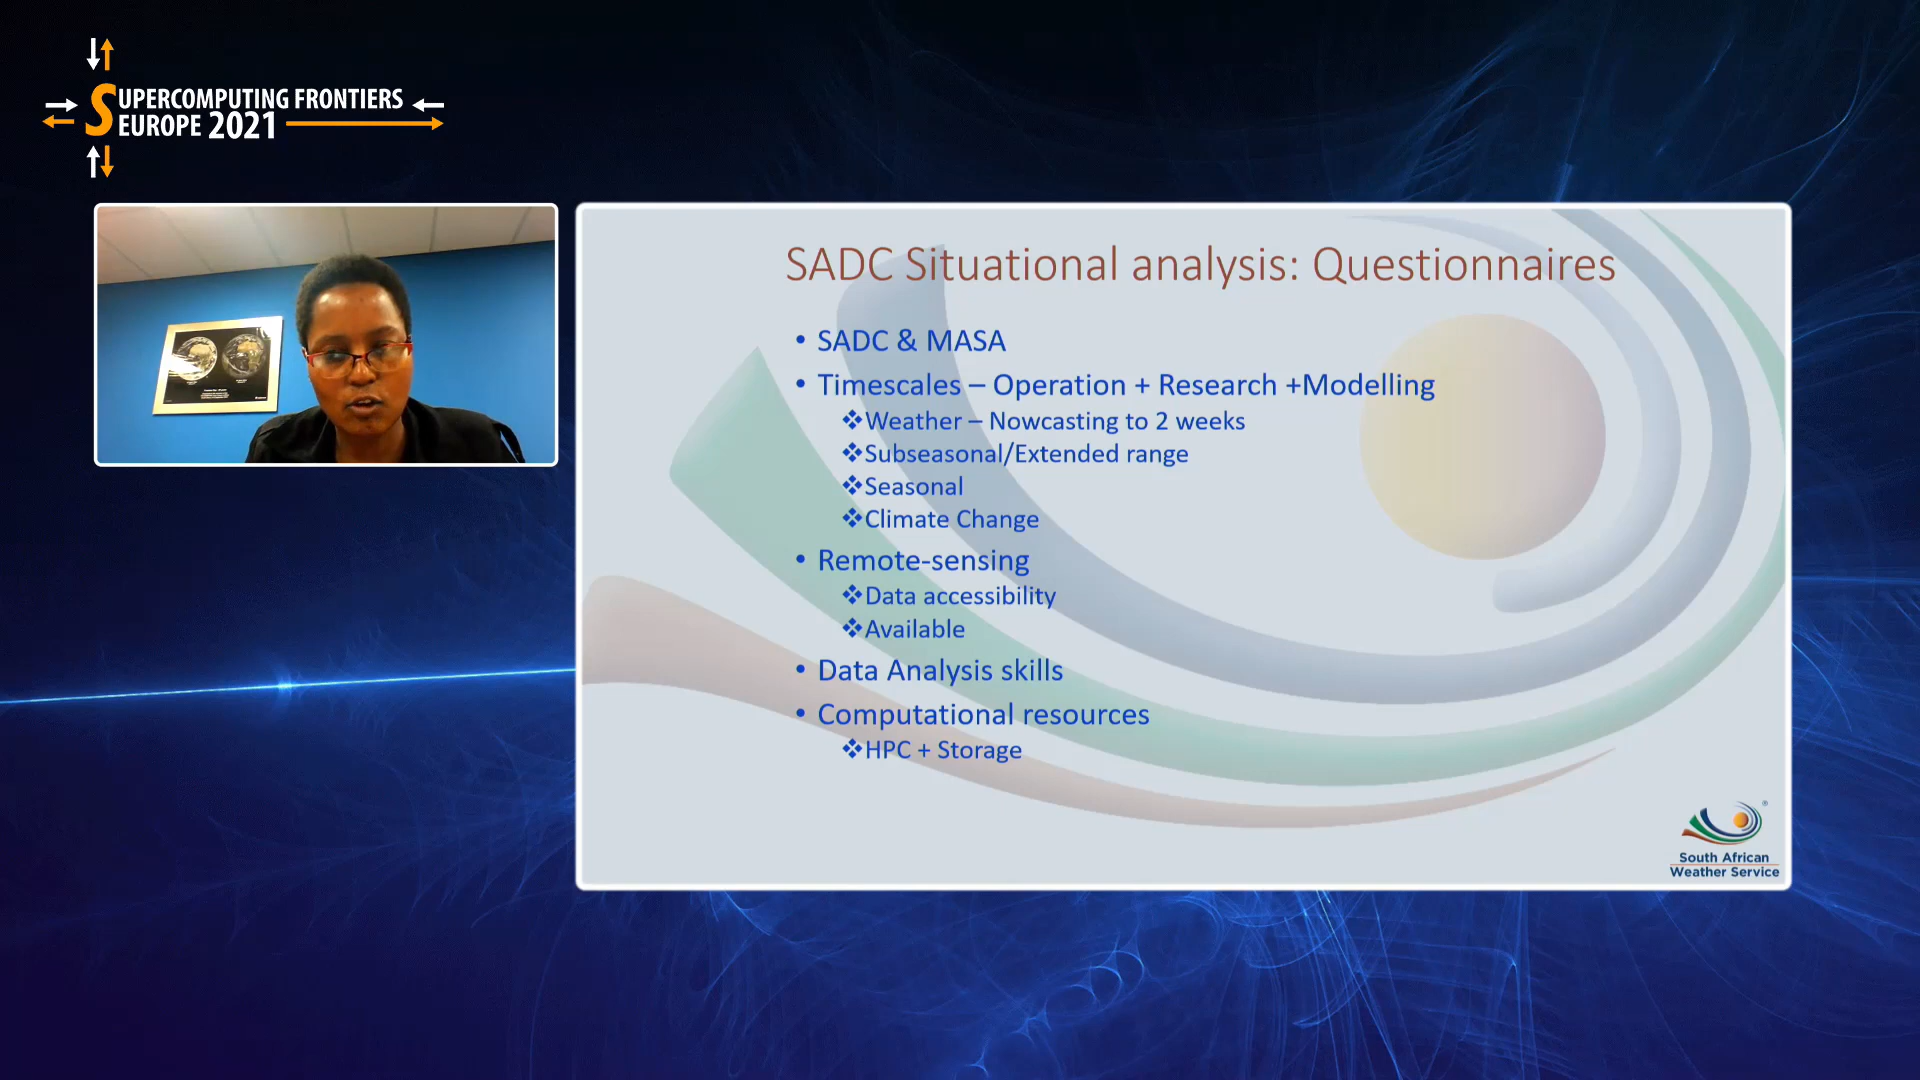 SUPERCOMPUTING FRONTIERS
EUROPE 2021
SADC Situational analysis: Questionnaires
• SADC & MASA
• Timescales – Operation + Research +Modelling
❖Weather – Nowcasting to 2 weeks
❖Subseasonal/Extended range
❖Seasonal
❖Climate Change
• Remote-sensing
❖Data accessibility
❖Available
• Data Analysis skills
• Computational resources
❖HPC + Storage
®
South African
Weather Service